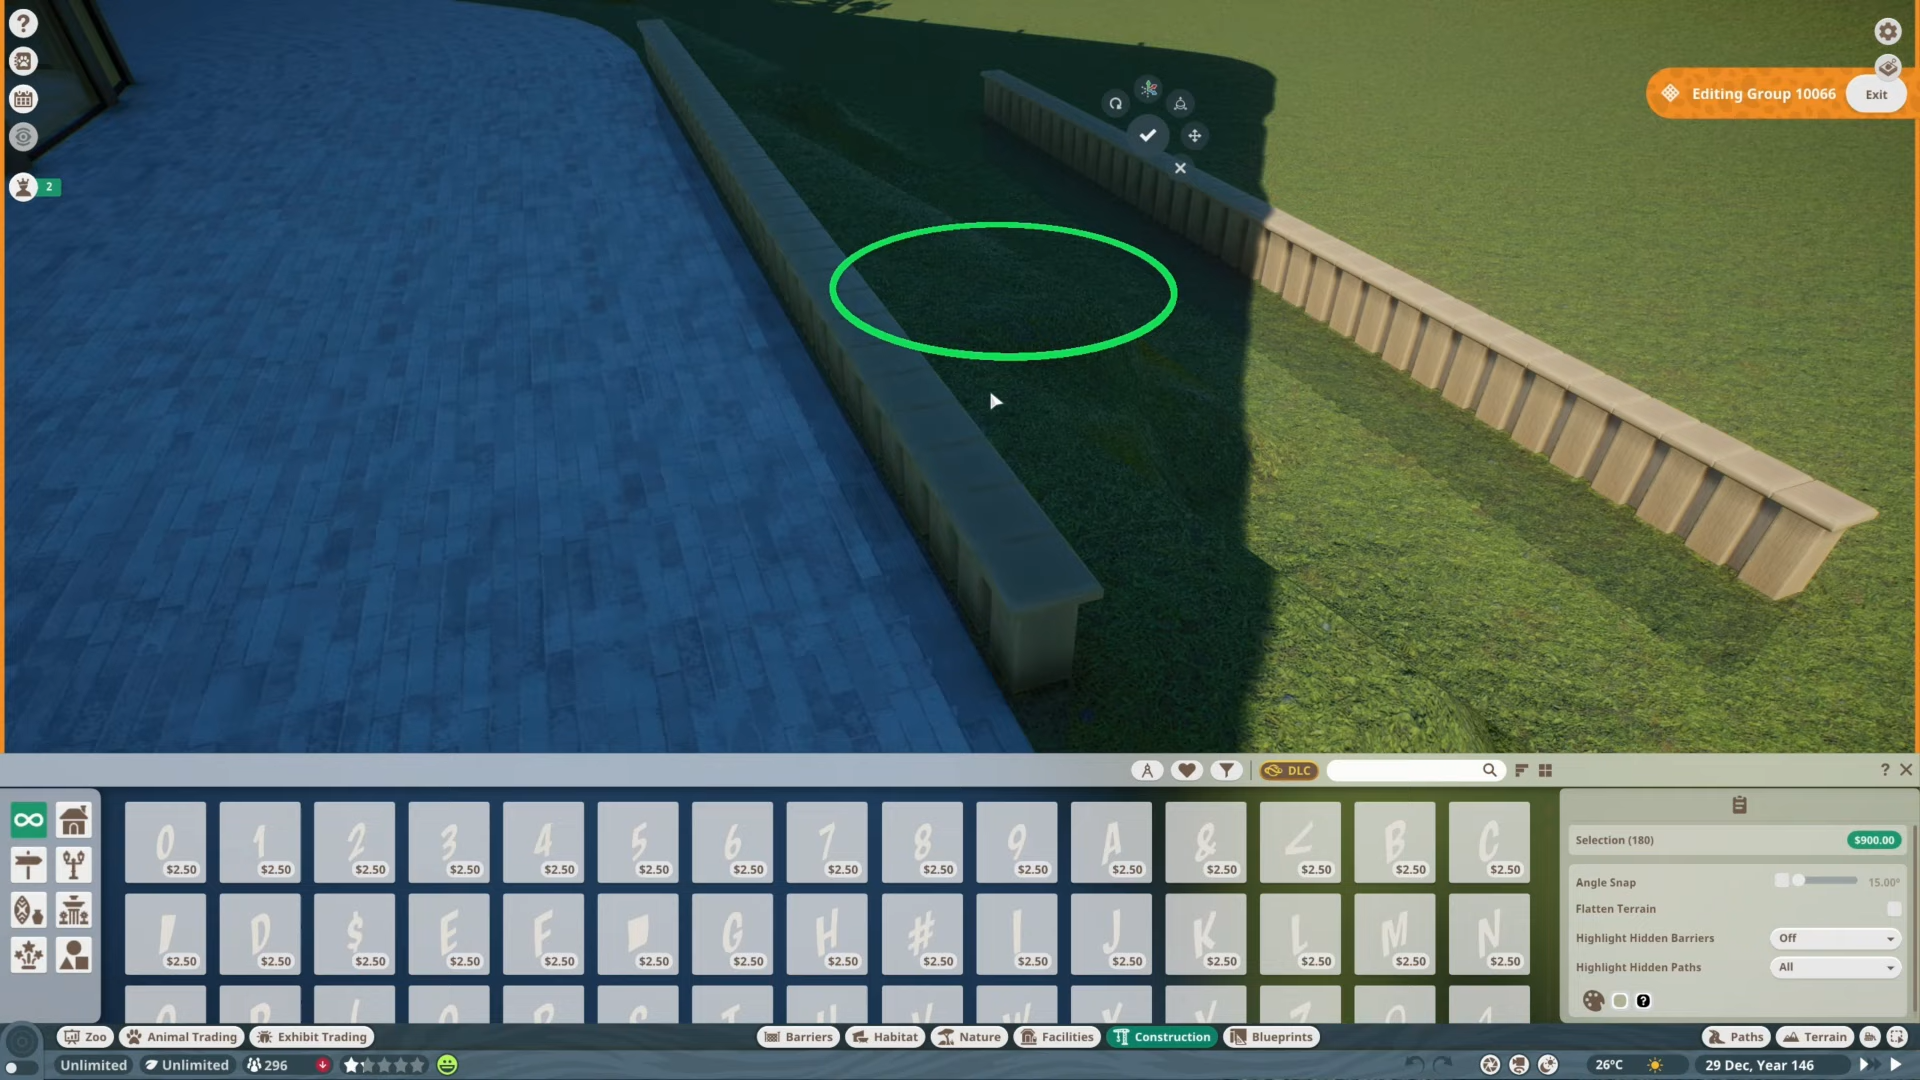 ?
2
Editing Group 10066
Exit
DLC
?
0 1 2 3 4 5 6 7 8 9 A & < B C
$2.50 $2.50 $2.50 $2.50 $2.50 $2.50 $2.50 $2.50 $2.50 $2.50 $2.50 $2.50 $2.50 $2.50 $2.50
D $ E F G H # I J K L M N
$2.50 $2.50 $2.50 $2.50 $2.50 $2.50 $2.50 $2.50 $2.50 $2.50 $2.50 $2.50 $2.50 $2.50 $2.50
Selection (180)
$900.00
Angle Snap
15.00°
Flatten Terrain
Highlight Hidden Barriers
Off
Highlight Hidden Paths
All
?
Zoo
Animal Trading
Exhibit Trading
Barriers
Habitat
Nature
Facilities
Construction
Blueprints
Paths
Terrain
Unlimited
Unlimited
296
26°C
29 Dec, Year 146